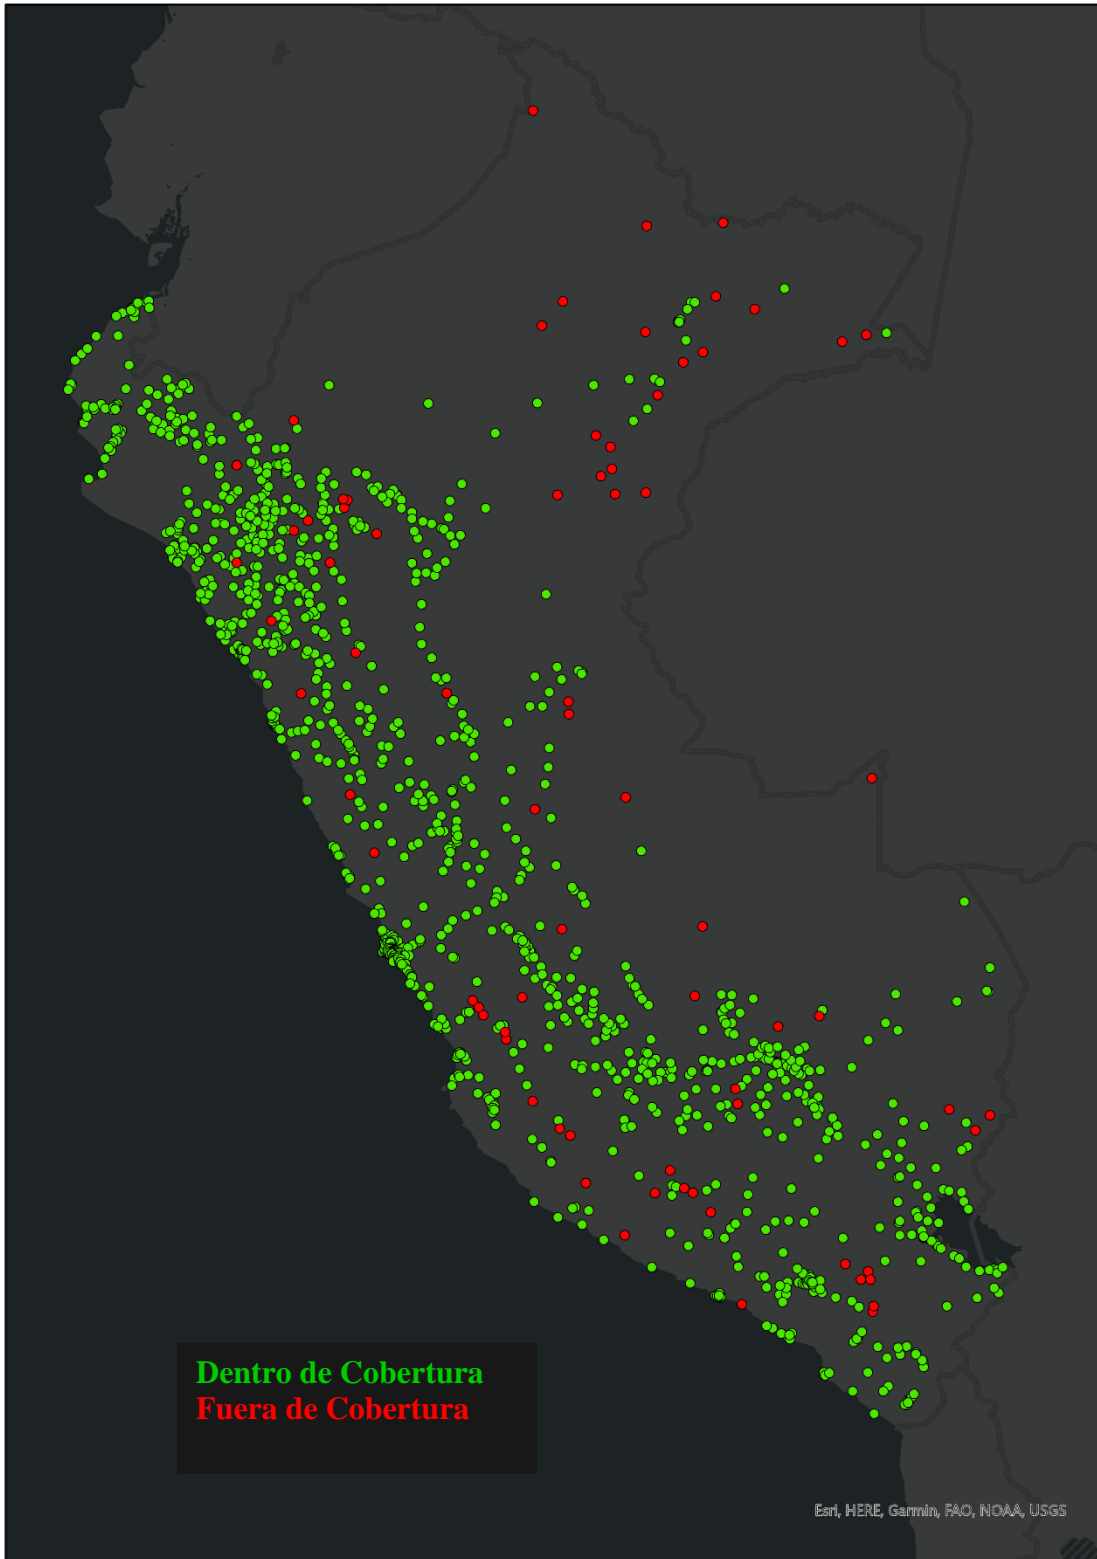 Dentro de Cobertura
Fuera de Cobertura
Esri, HERE, Garmin, FAO, NOAA, USGS